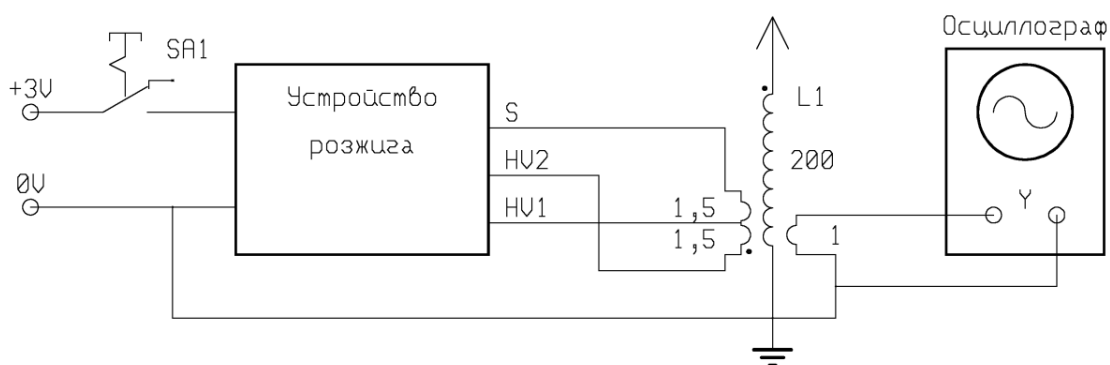 Осциллограф
SA1
+3V
Устройство
розжига
L1
S
200
HV2
0V
HV1
1,5
Y
1,5
1